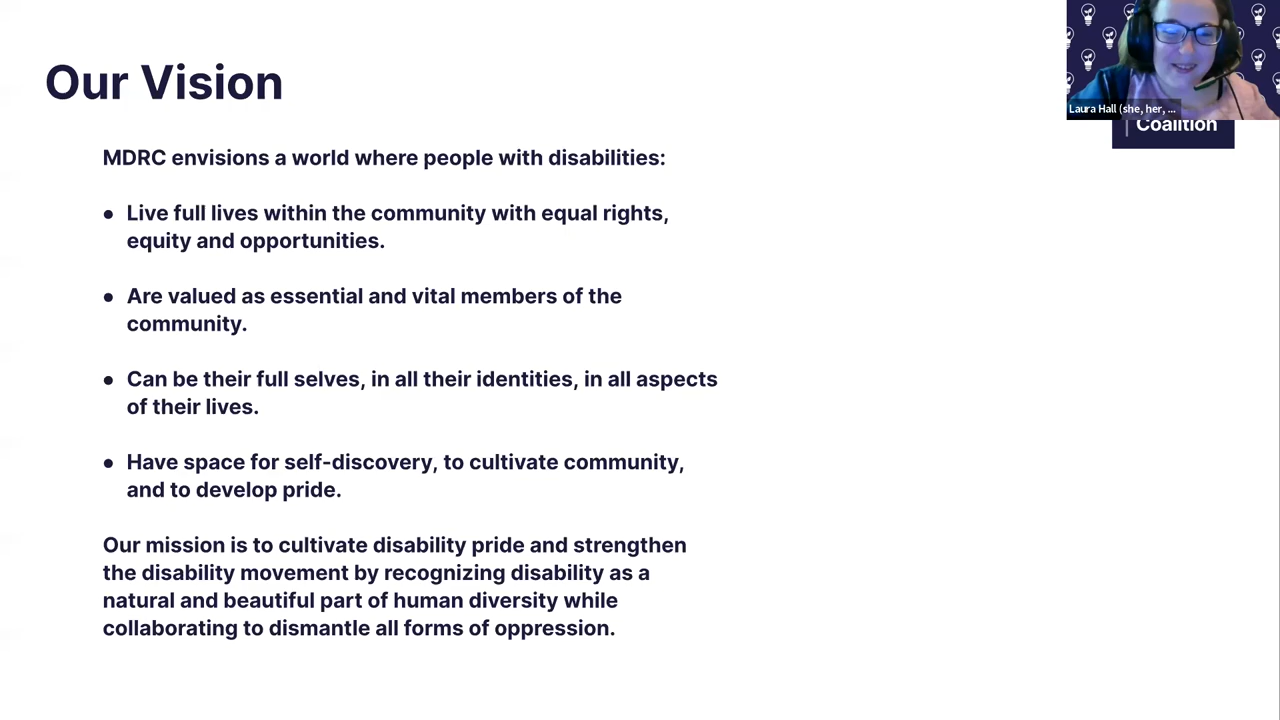 Our Vision
Laura Hall (she, her, ...
Coalition
MDRC envisions a world where people with disabilities:
● Live full lives within the community with equal rights,
equity and opportunities.
● Are valued as essential and vital members of the
community.
● Can be their full selves, in all their identities, in all aspects
of their lives.
● Have space for self-discovery, to cultivate community,
and to develop pride.
Our mission is to cultivate disability pride and strengthen
the disability movement by recognizing disability as a
natural and beautiful part of human diversity while
collaborating to dismantle all forms of oppression.